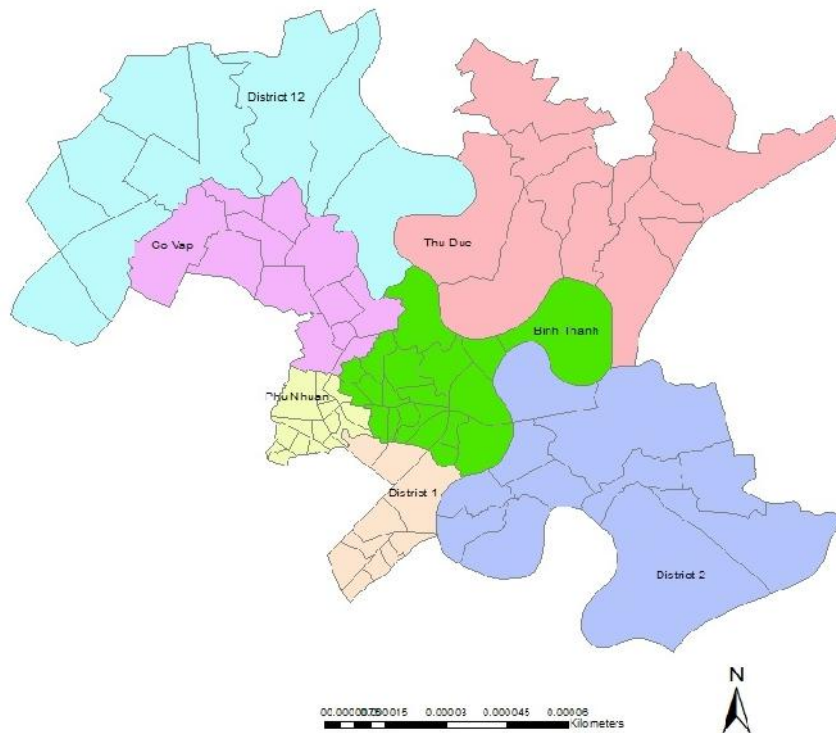 District 12
Go Vap
Thu Duc
Binh Thanh
Phu Nhuan
District 1
District 2
N
0.00003 0.000045 0.00006
Kilometers